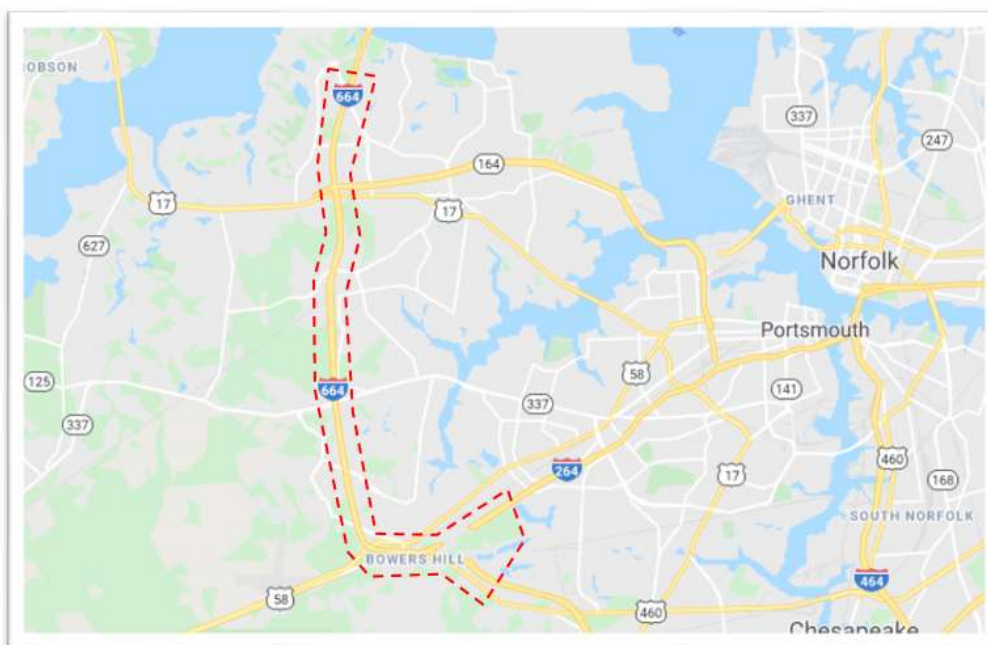 OBSON
664
337
247
164
17
17
GHENT
627
Norfolk
Portsmouth
58
125
664
141
337
337
264
17
460
168
SOUTH NORFOLK
BOWERS HILL
464
58
460
Chesapeake